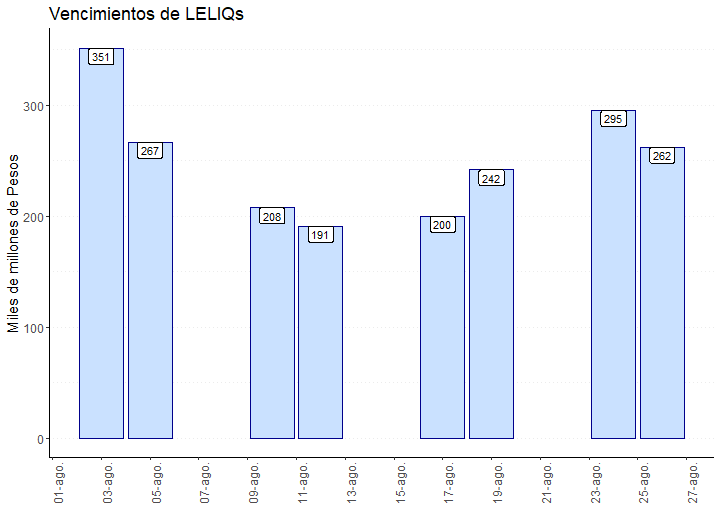 Vencimientos de LELIQs
Miles de millones de Pesos
300
200
100
0
351
267
208
191
200
242
295
262
01-ago.
03-ago.
05-ago.
07-ago.
09-ago.
11-ago.
13-ago.
15-ago.
17-ago.
19-ago.
21-ago.
23-ago.
25-ago.
27-ago.